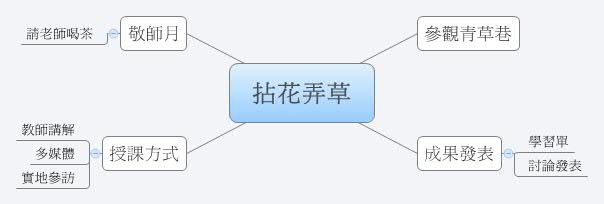 拈花弄草
敬師月
請老師喝茶
參觀青草巷
授課方式
教師講解
多媒體
實地參訪
成果發表
學習單
討論發表